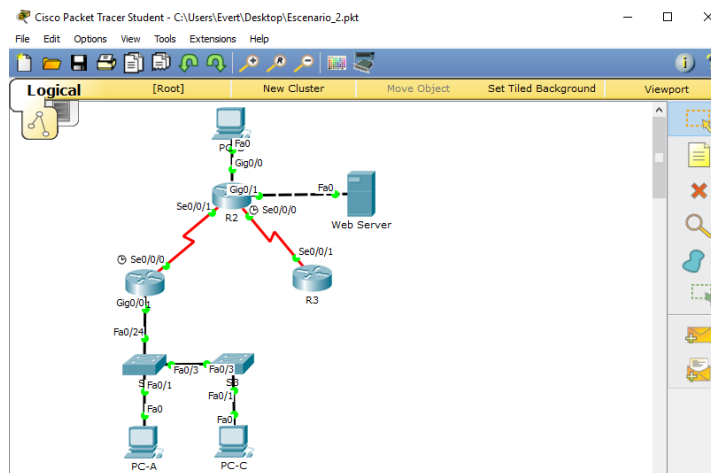 Cisco Packet Tracer Student - C:\Users\Evert\Desktop\Escenario_2.pkt
File Edit Options View Tools Extensions Help
Logical [Root] New Cluster Move Object Set Tiled Background Viewport
Fa0
Gig0/0
Gig0/1 Fa0
Se0/0/1 Se0/0/0
R2 Web Server
Se0/0/0 Se0/0/1
R3
Gig0/0
Fa0/24
Fa0/3 Fa0/3
Fa0/1 Fa0/1
Fa0 Fa0
PC-A PC-C